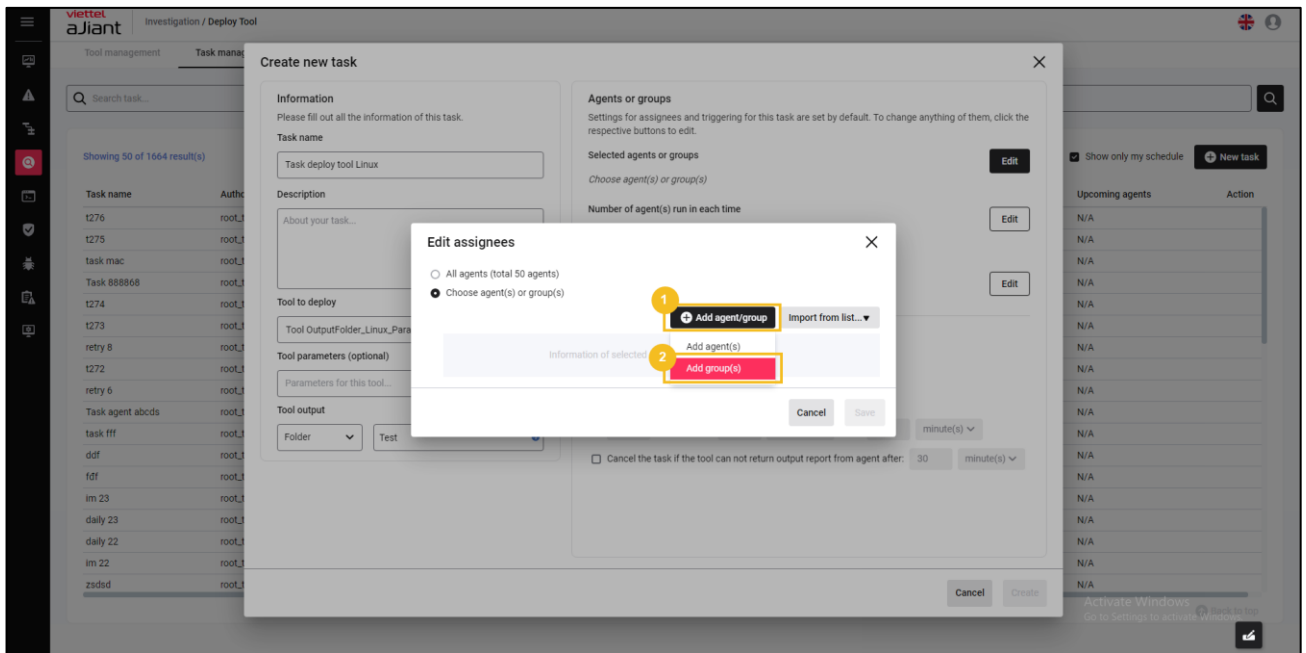 viettel
aJiant
Investigation / Deploy Tool
Tool management
Task manag
Search task...
Showing 50 of 1664 result(s)
Show only my schedule
New task
Task name
Autho
Upcoming agents
Action
t276 root_t N/A
t275 root_t N/A
task mac root_t N/A
Task 888868 root_t N/A
t274 root_t N/A
t273 root_t N/A
retry 8 root_t N/A
t272 root_t N/A
retry 6 root_t N/A
Task agent abcds root_t N/A
task fff root_t N/A
ddf root_t N/A
fdf root_t N/A
im 23 root_t N/A
daily 23 root_t N/A
daily 22 root_t N/A
im 22 root_t N/A
zsdsd root_t N/A
Create new task
Information
Please fill out all the information of this task.
Task name
Task deploy tool Linux
Description
About your task...
Tool to deploy
Tool OutputFolder_Linux_Para
Tool parameters (optional)
Parameters for this tool...
Tool output
Folder
Test
Agents or groups
Settings for assignees and triggering for this task are set by default. To change anything of them, click the
respective buttons to edit.
Selected agents or groups
Edit
Choose agent(s) or group(s)
Number of agent(s) run in each time
Edit
Edit
minute(s)
Cancel the task if the tool can not return output report from agent after: 30 minute(s)
Cancel
Create
Edit assignees
All agents (total 50 agents)
Choose agent(s) or group(s)
1
Add agent/group
Import from list...
Information of selected
Add agent(s)
2
Add group(s)
Cancel
Save
Activate Windows
Go to Settings to activate Windows.
Back to top